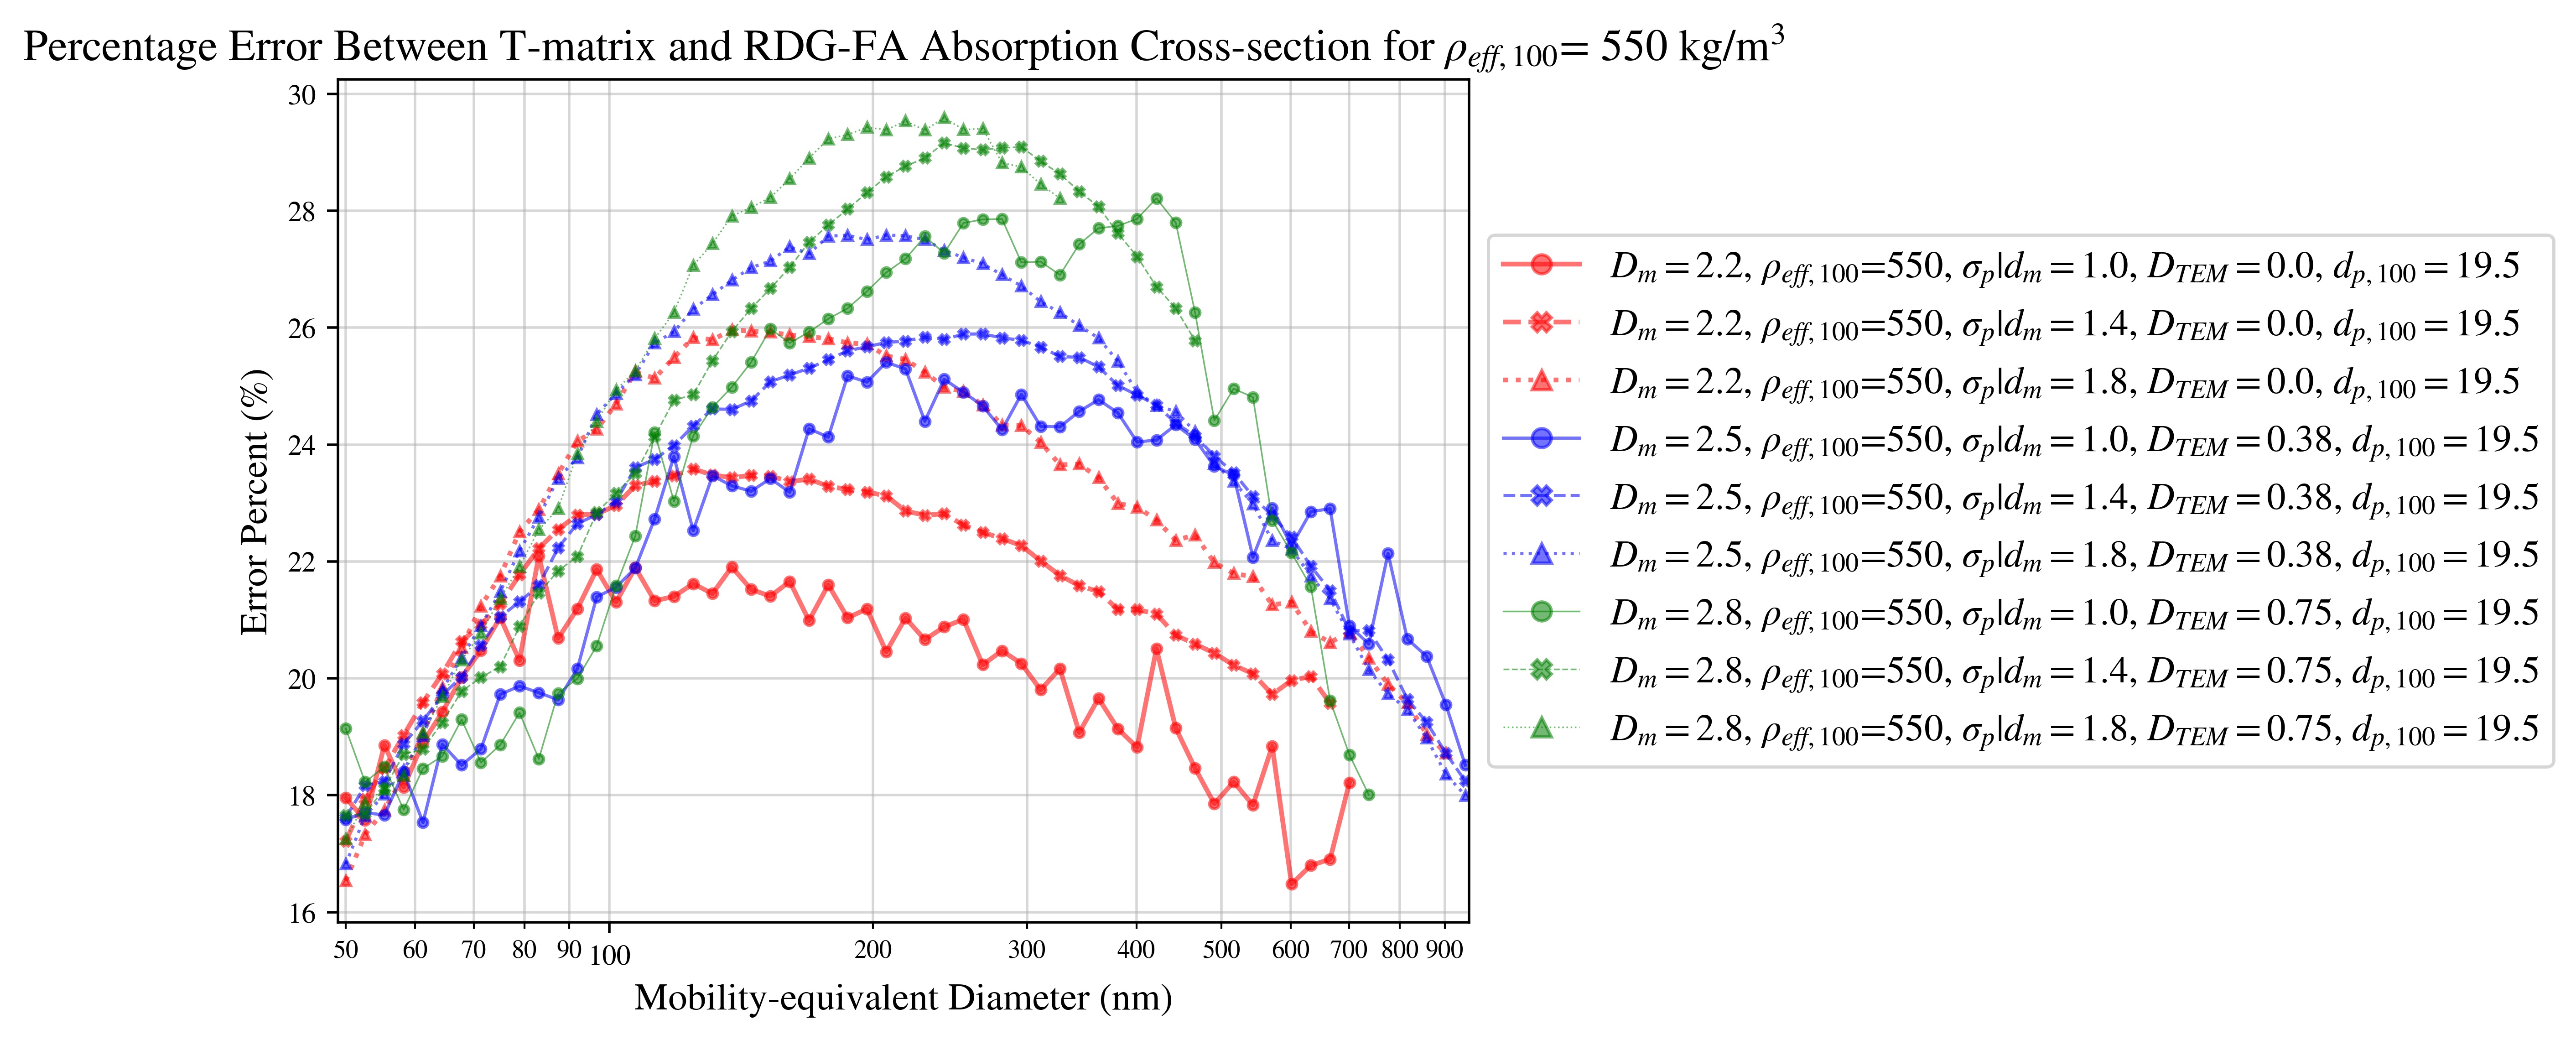 Percentage Error Between T-matrix and RDG-FA Absorption Cross-section for ρeff, 100= 550 kg/m³
30
28
26
24
22
20
18
16
Error Percent (%)
50 60 70 80 90 100 200 300 400 500 600 700 800 900
Mobility-equivalent Diameter (nm)
Dm = 2.2, ρeff, 100=550, σp|dm = 1.0, DTEM = 0.0, dp, 100 = 19.5
Dm = 2.2, ρeff, 100=550, σp|dm = 1.4, DTEM = 0.0, dp, 100 = 19.5
Dm = 2.2, ρeff, 100=550, σp|dm = 1.8, DTEM = 0.0, dp, 100 = 19.5
Dm = 2.5, ρeff, 100=550, σp|dm = 1.0, DTEM = 0.38, dp, 100 = 19.5
Dm = 2.5, ρeff, 100=550, σp|dm = 1.4, DTEM = 0.38, dp, 100 = 19.5
Dm = 2.5, ρeff, 100=550, σp|dm = 1.8, DTEM = 0.38, dp, 100 = 19.5
Dm = 2.8, ρeff, 100=550, σp|dm = 1.0, DTEM = 0.75, dp, 100 = 19.5
Dm = 2.8, ρeff, 100=550, σp|dm = 1.4, DTEM = 0.75, dp, 100 = 19.5
Dm = 2.8, ρeff, 100=550, σp|dm = 1.8, DTEM = 0.75, dp, 100 = 19.5